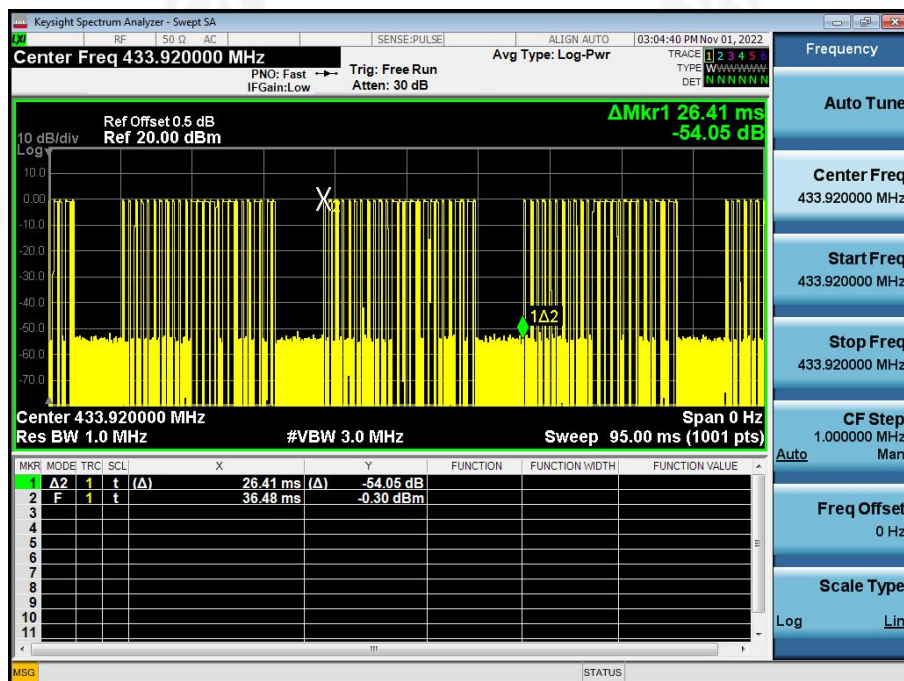 Keysight Spectrum Analyzer - Swept SA
LXI RF 50 Ω AC SENSE:PULSE ALIGN AUTO 03:04:40 PM Nov 01, 2022
Center Freq 433.920000 MHz
Avg Type: Log-Pwr
TRACE 1 2 3 4 5 6
PNO: Fast
Trig: Free Run
TYPE WWWWWW
IFGain:Low
Atten: 30 dB
DET N N N N N N
ΔMkr1 26.41 ms
-54.05 dB
Ref Offset 0.5 dB
10 dB/div Ref 20.00 dBm
Log
10.0
0.00
-10.0
-20.0
-30.0
-40.0
-50.0
-60.0
-70.0
X2
1Δ2
Center 433.920000 MHz Span 0 Hz
Res BW 1.0 MHz #VBW 3.0 MHz Sweep 95.00 ms (1001 pts)
MKR MODE TRC SCL X Y FUNCTION FUNCTION WIDTH FUNCTION VALUE
1 Δ2 1 t (Δ) 26.41 ms (Δ) -54.05 dB
2 F 1 t 36.48 ms -0.30 dBm
3
4
5
6
7
8
9
10
11
MSG STATUS
Frequency
Auto Tune
Center Freq
433.920000 MHz
Start Freq
433.920000 MHz
Stop Freq
433.920000 MHz
CF Step
1.000000 MHz
Auto Man
Freq Offset
0 Hz
Scale Type
Log Lin